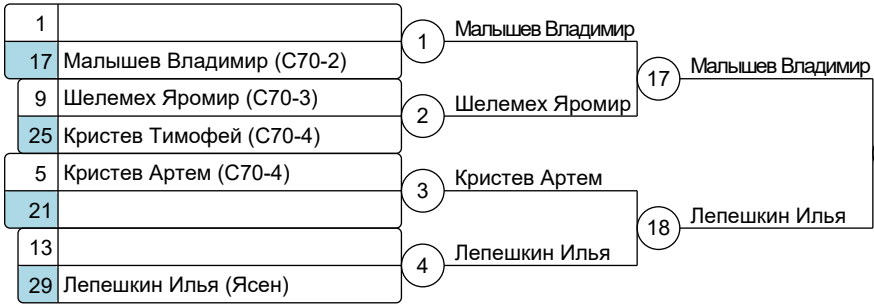 1
17 Малышев Владимир (С70-2)
9 Шелемех Яромир (С70-3)
25 Кристев Тимофей (С70-4)
5 Кристев Артем (С70-4)
21
13
29 Лепешкин Илья (Ясен)
1 Малышев Владимир
2 Шелемех Яромир
3 Кристев Артем
4 Лепешкин Илья
17 Малышев Владимир
18 Лепешкин Илья